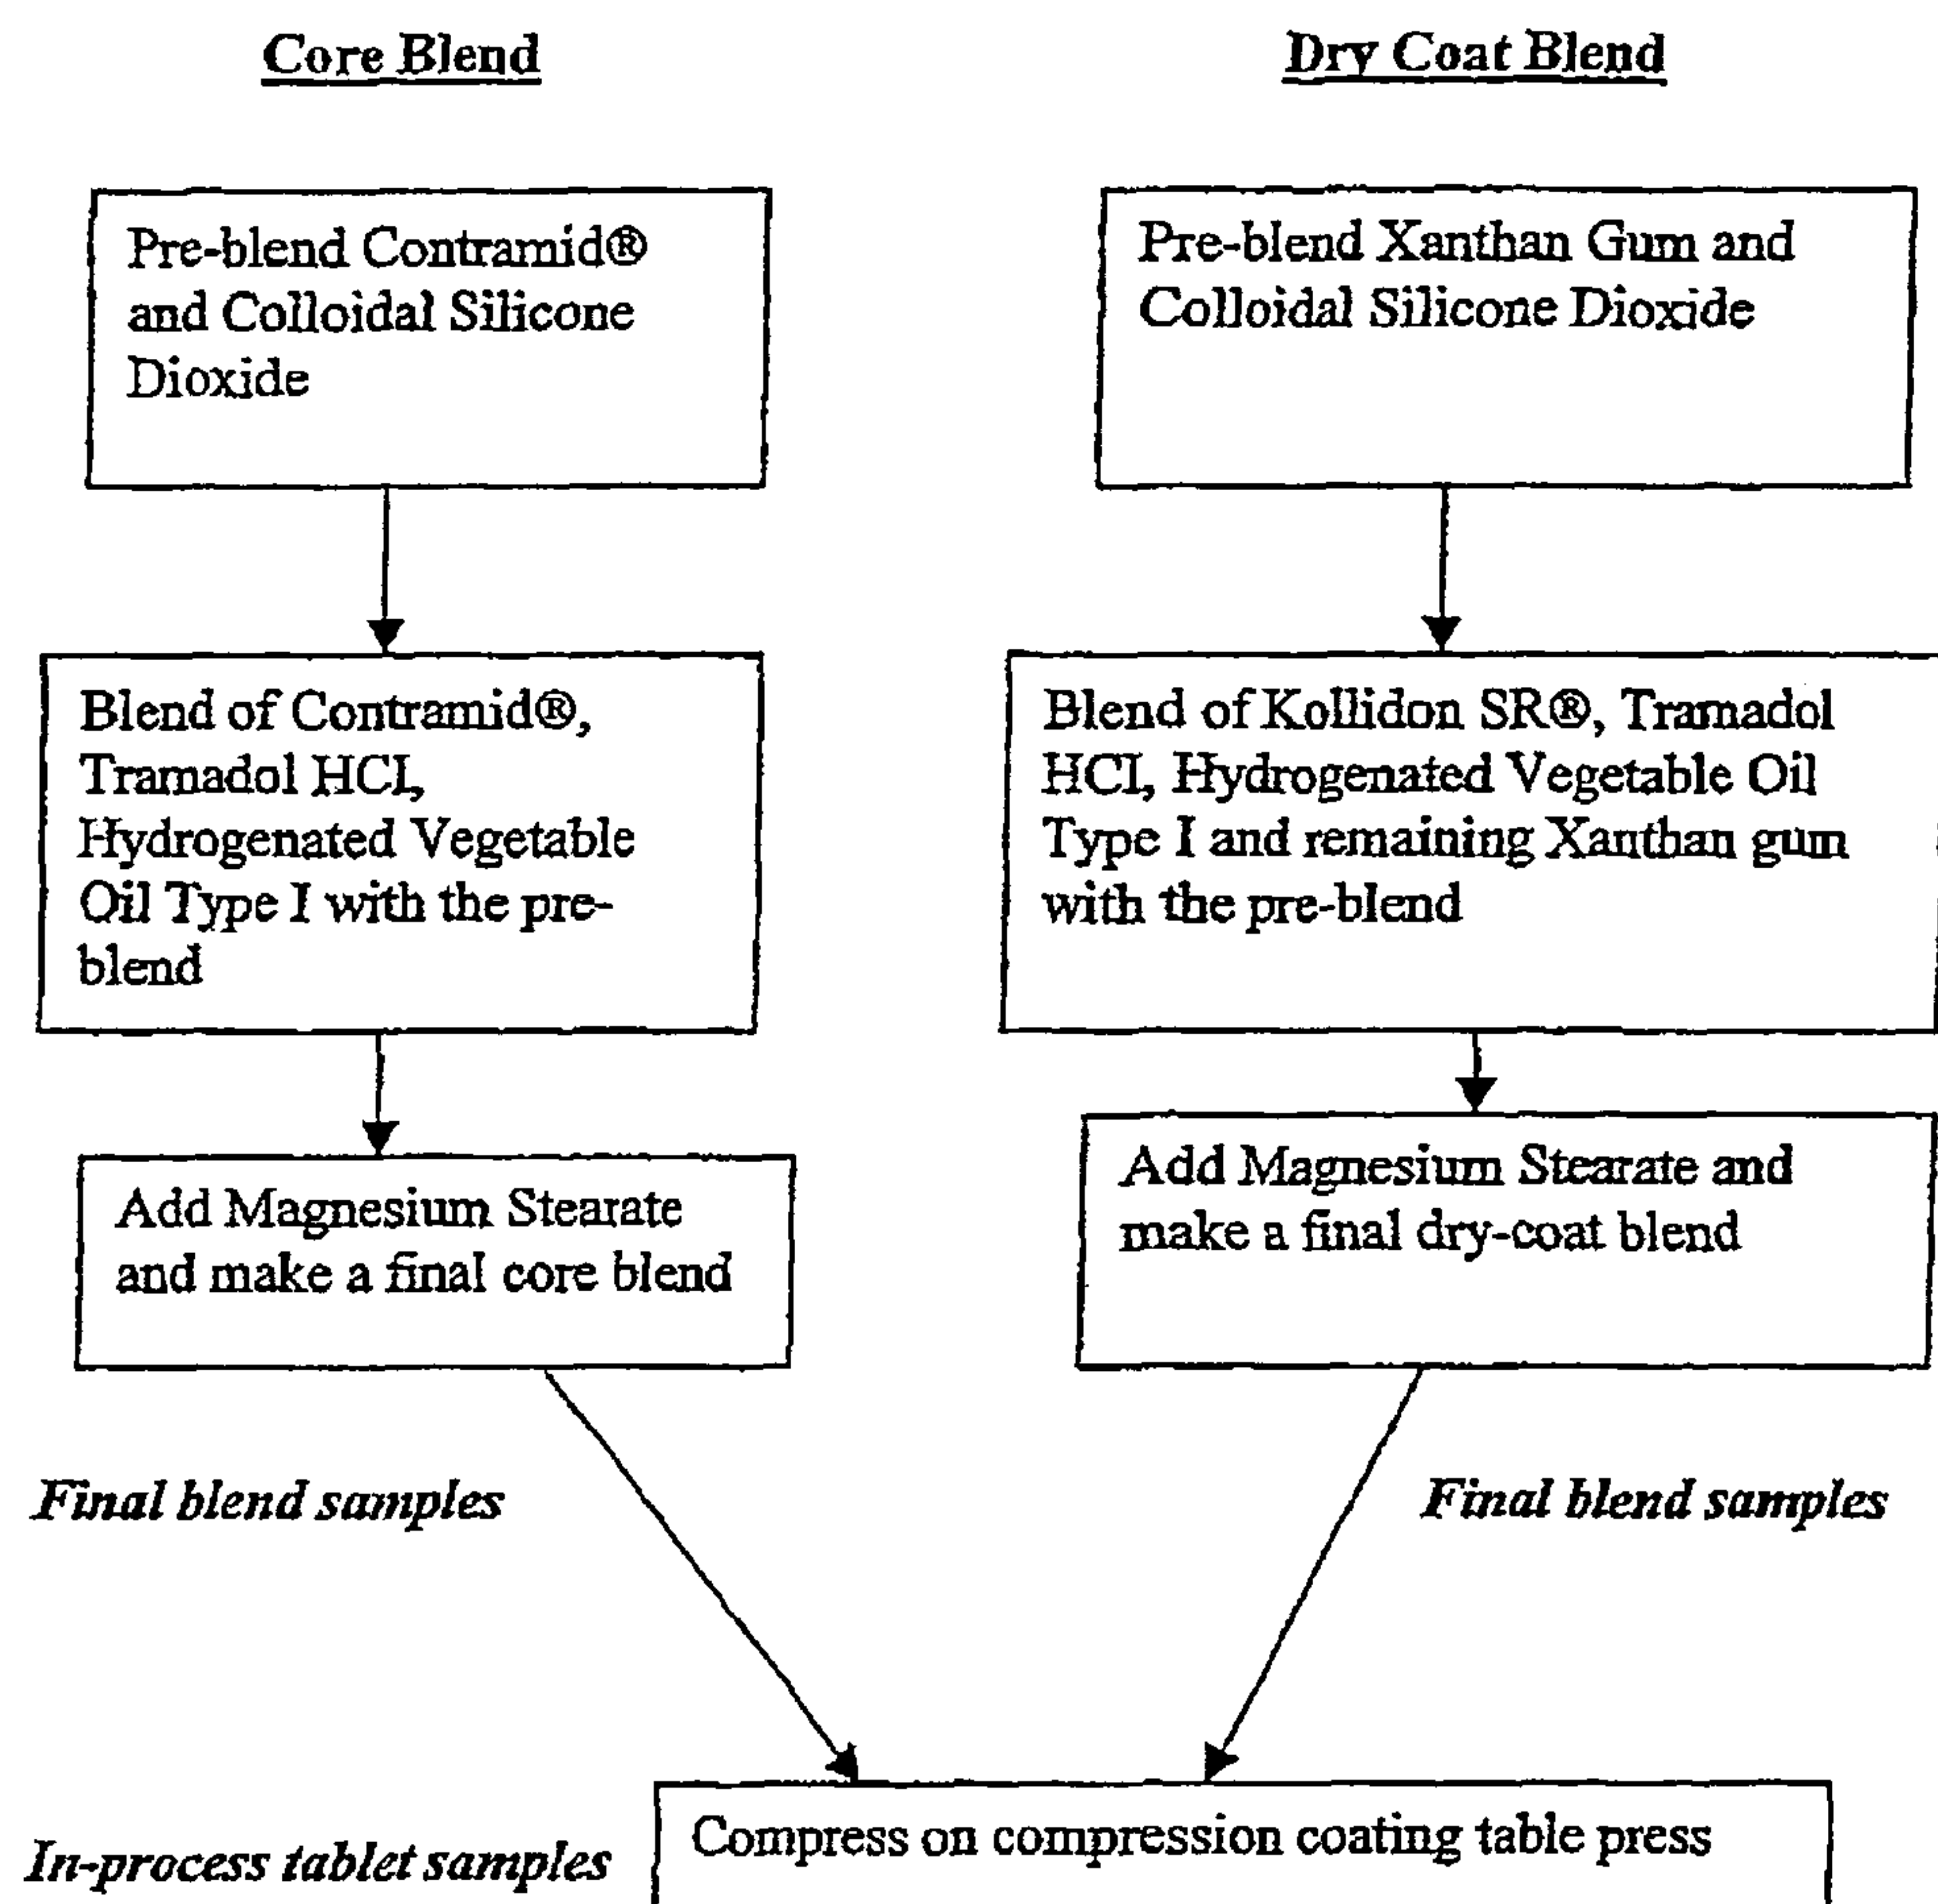 Core Blend
Pre-blend Contramid®
and Colloidal Silicone
Dioxide
Blend of Contramid®,
Tramadol HCl,
Hydrogenated Vegetable
Oil Type I with the pre-
blend
Add Magnesium Stearate
and make a final core blend
Final blend samples
Dry Coat Blend
Pre-blend Xanthan Gum and
Colloidal Silicone Dioxide
Blend of Kollidon SR®, Tramadol
HCl, Hydrogenated Vegetable Oil
Type I and remaining Xanthan gum
with the pre-blend
Add Magnesium Stearate and
make a final dry-coat blend
Final blend samples
In-process tablet samples
Compress on compression coating table press